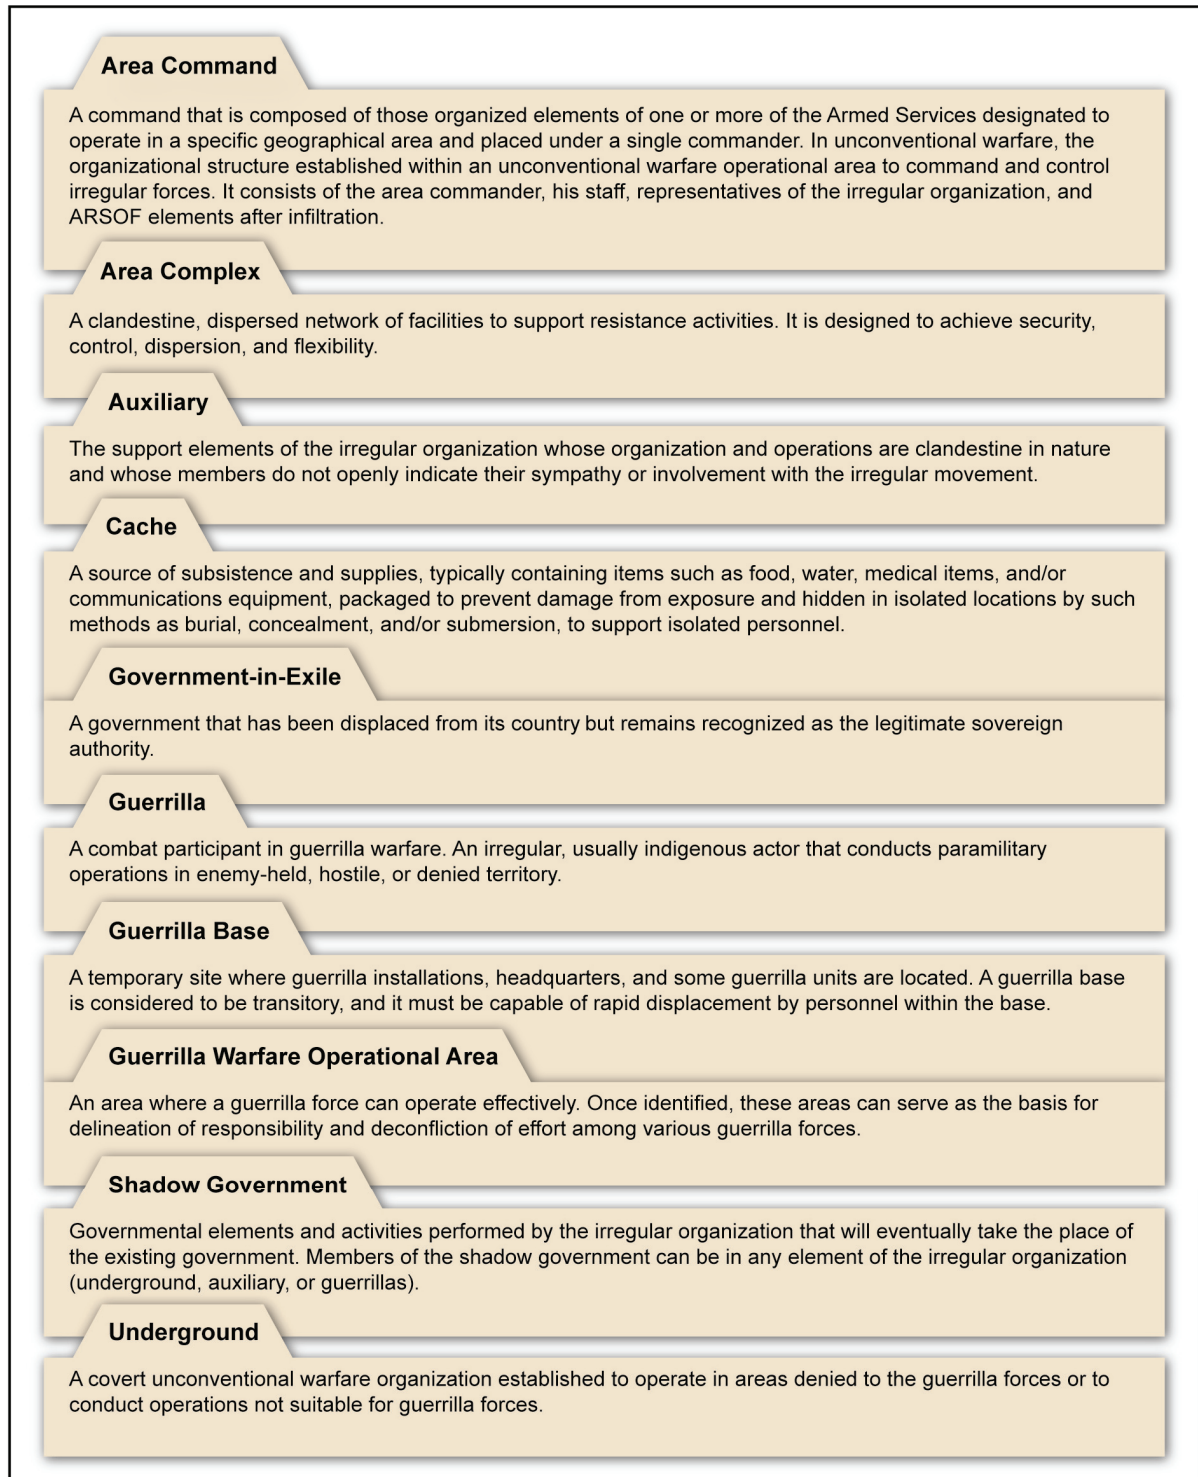 Area Command
A command that is composed of those organized elements of one or more of the Armed Services designated to
operate in a specific geographical area and placed under a single commander. In unconventional warfare, the
organizational structure established within an unconventional warfare operational area to command and control
irregular forces. It consists of the area commander, his staff, representatives of the irregular organization, and
ARSOF elements after infiltration.
Area Complex
A clandestine, dispersed network of facilities to support resistance activities. It is designed to achieve security,
control, dispersion, and flexibility.
Auxiliary
The support elements of the irregular organization whose organization and operations are clandestine in nature
and whose members do not openly indicate their sympathy or involvement with the irregular movement.
Cache
A source of subsistence and supplies, typically containing items such as food, water, medical items, and/or
communications equipment, packaged to prevent damage from exposure and hidden in isolated locations by such
methods as burial, concealment, and/or submersion, to support isolated personnel.
Government-in-Exile
A government that has been displaced from its country but remains recognized as the legitimate sovereign
authority.
Guerrilla
A combat participant in guerrilla warfare. An irregular, usually indigenous actor that conducts paramilitary
operations in enemy-held, hostile, or denied territory.
Guerrilla Base
A temporary site where guerrilla installations, headquarters, and some guerrilla units are located. A guerrilla base
is considered to be transitory, and it must be capable of rapid displacement by personnel within the base.
Guerrilla Warfare Operational Area
An area where a guerrilla force can operate effectively. Once identified, these areas can serve as the basis for
delineation of responsibility and deconfliction of effort among various guerrilla forces.
Shadow Government
Governmental elements and activities performed by the irregular organization that will eventually take the place of
the existing government. Members of the shadow government can be in any element of the irregular organization
(underground, auxiliary, or guerrillas).
Underground
A covert unconventional warfare organization established to operate in areas denied to the guerrilla forces or to
conduct operations not suitable for guerrilla forces.